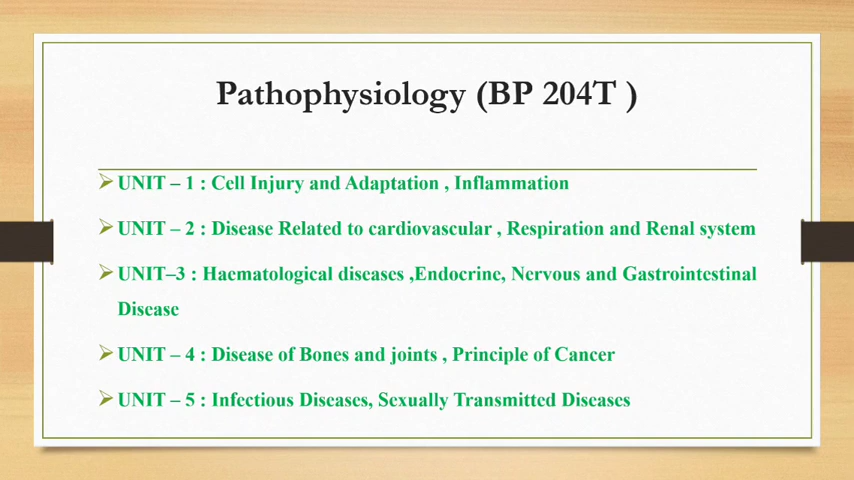 Pathophysiology (BP 204T )
➢UNIT – 1 : Cell Injury and Adaptation , Inflammation
➢UNIT – 2 : Disease Related to cardiovascular , Respiration and Renal system
➢UNIT–3 : Haematological diseases ,Endocrine, Nervous and Gastrointestinal
Disease
➢UNIT – 4 : Disease of Bones and joints , Principle of Cancer
➢UNIT – 5 : Infectious Diseases, Sexually Transmitted Diseases